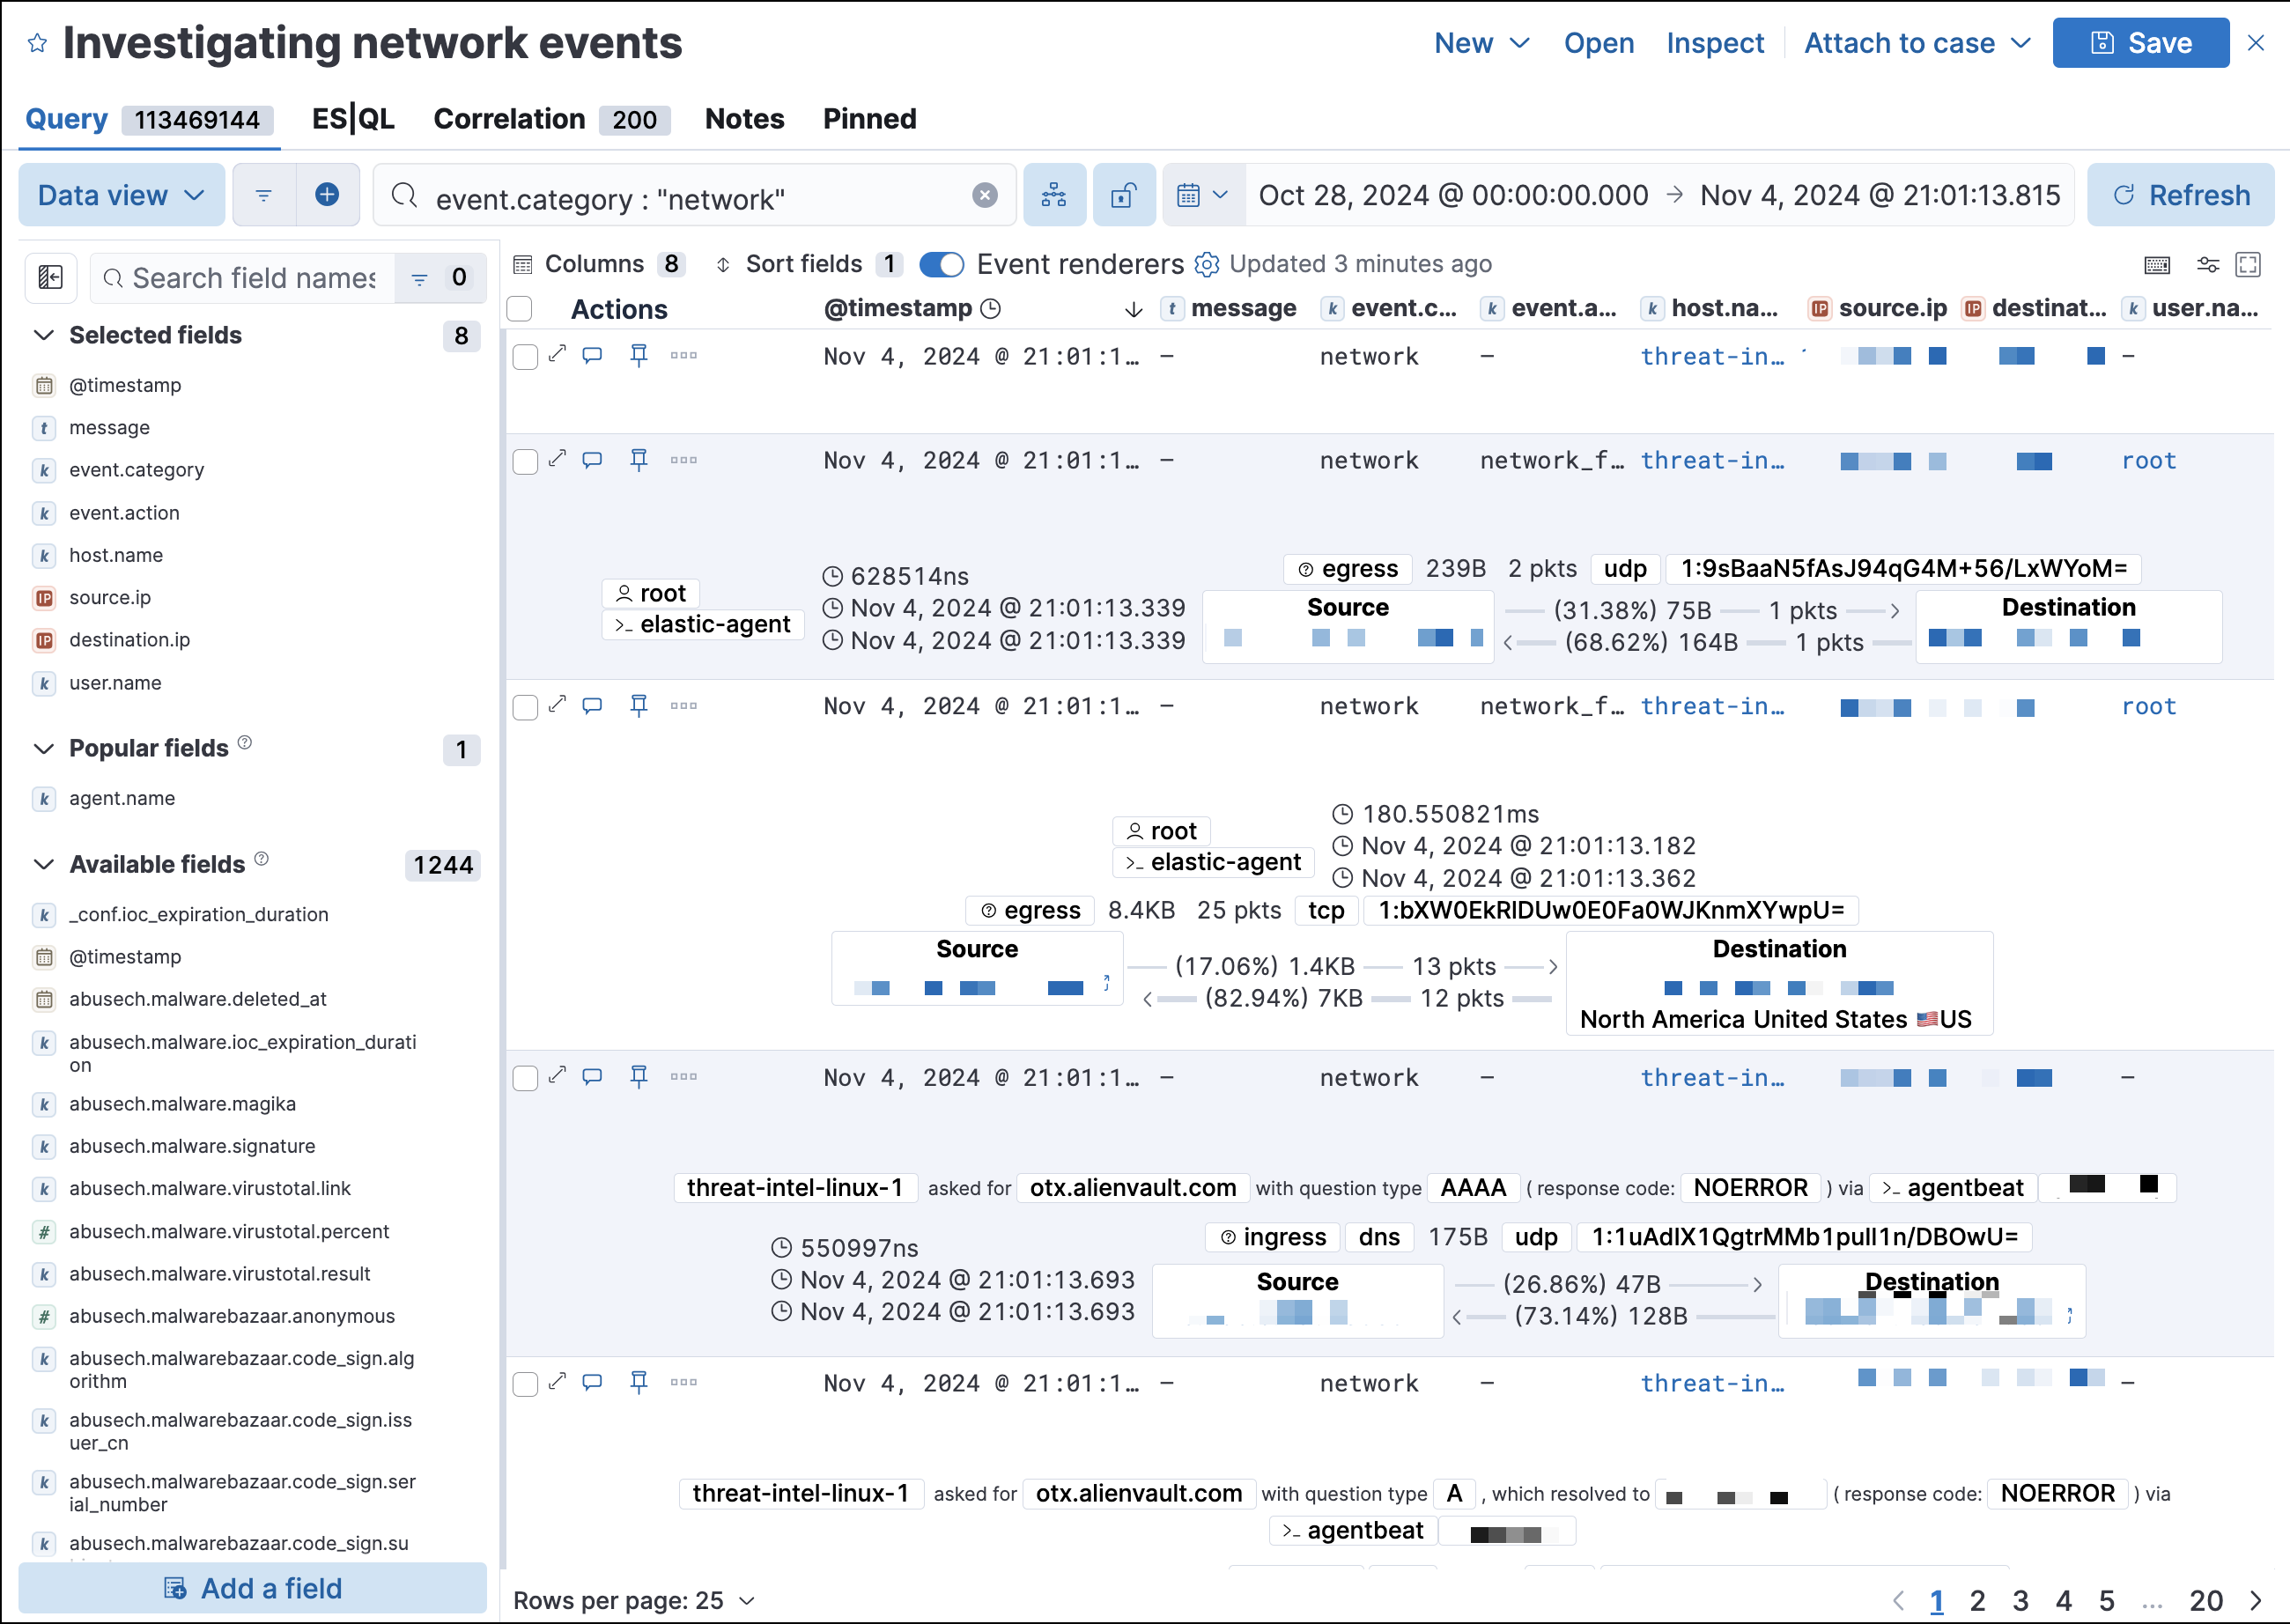 Investigating network events
New Open Inspect Attach to case Save
Query 113469144 ES|QL Correlation 200 Notes Pinned
Data view event.category : "network" Oct 28, 2024 @ 00:00:00.000 → Nov 4, 2024 @ 21:01:13.815 Refresh
Search field names 0
Selected fields 8
@timestamp
t message
k event.category
k event.action
k host.name
IP source.ip
IP destination.ip
k user.name
Popular fields 1
k agent.name
Available fields 1244
k _conf.ioc_expiration_duration
@timestamp
abusech.malware.deleted_at
k abusech.malware.ioc_expiration_durati
on
k abusech.malware.magika
k abusech.malware.signature
k abusech.malware.virustotal.link
# abusech.malware.virustotal.percent
k abusech.malware.virustotal.result
# abusech.malwarebazaar.anonymous
k abusech.malwarebazaar.code_sign.alg
orithm
k abusech.malwarebazaar.code_sign.iss
uer_cn
k abusech.malwarebazaar.code_sign.ser
ial_number
k abusech.malwarebazaar.code_sign.su
Add a field
Columns 8 Sort fields 1 Event renderers Updated 3 minutes ago
Actions @timestamp t message k event.c... k event.a... k host.na... IP source.ip IP destinat... k user.na...
Nov 4, 2024 @ 21:01:1... — network — threat-in... —
Nov 4, 2024 @ 21:01:1... — network network_f... threat-in... root
egress 239B 2 pkts udp 1:9sBaaN5fAsJ94qG4M+56/LxWYoM=
root 628514ns
elastic-agent Nov 4, 2024 @ 21:01:13.339
Nov 4, 2024 @ 21:01:13.339
Source (31.38%) 75B 1 pkts Destination
(68.62%) 164B 1 pkts
Nov 4, 2024 @ 21:01:1... — network network_f... threat-in... root
root 180.550821ms
elastic-agent Nov 4, 2024 @ 21:01:13.182
Nov 4, 2024 @ 21:01:13.362
egress 8.4KB 25 pkts tcp 1:bXW0EkRIDUw0E0Fa0WJKnmXYwpU=
Source (17.06%) 1.4KB 13 pkts Destination
(82.94%) 7KB 12 pkts
North America United States 🇺🇸US
Nov 4, 2024 @ 21:01:1... — network — threat-in... —
threat-intel-linux-1 asked for otx.alienvault.com with question type AAAA ( response code: NOERROR ) via >_ agentbeat
ingress dns 175B udp 1:1uAdIX1QgtrMMb1pull1n/DBOwU=
550997ns
Nov 4, 2024 @ 21:01:13.693
Nov 4, 2024 @ 21:01:13.693
Source (26.86%) 47B Destination
(73.14%) 128B
Nov 4, 2024 @ 21:01:1... — network — threat-in... —
threat-intel-linux-1 asked for otx.alienvault.com with question type A , which resolved to ( response code: NOERROR ) via
>_ agentbeat
Rows per page: 25 1 2 3 4 5 ... 20